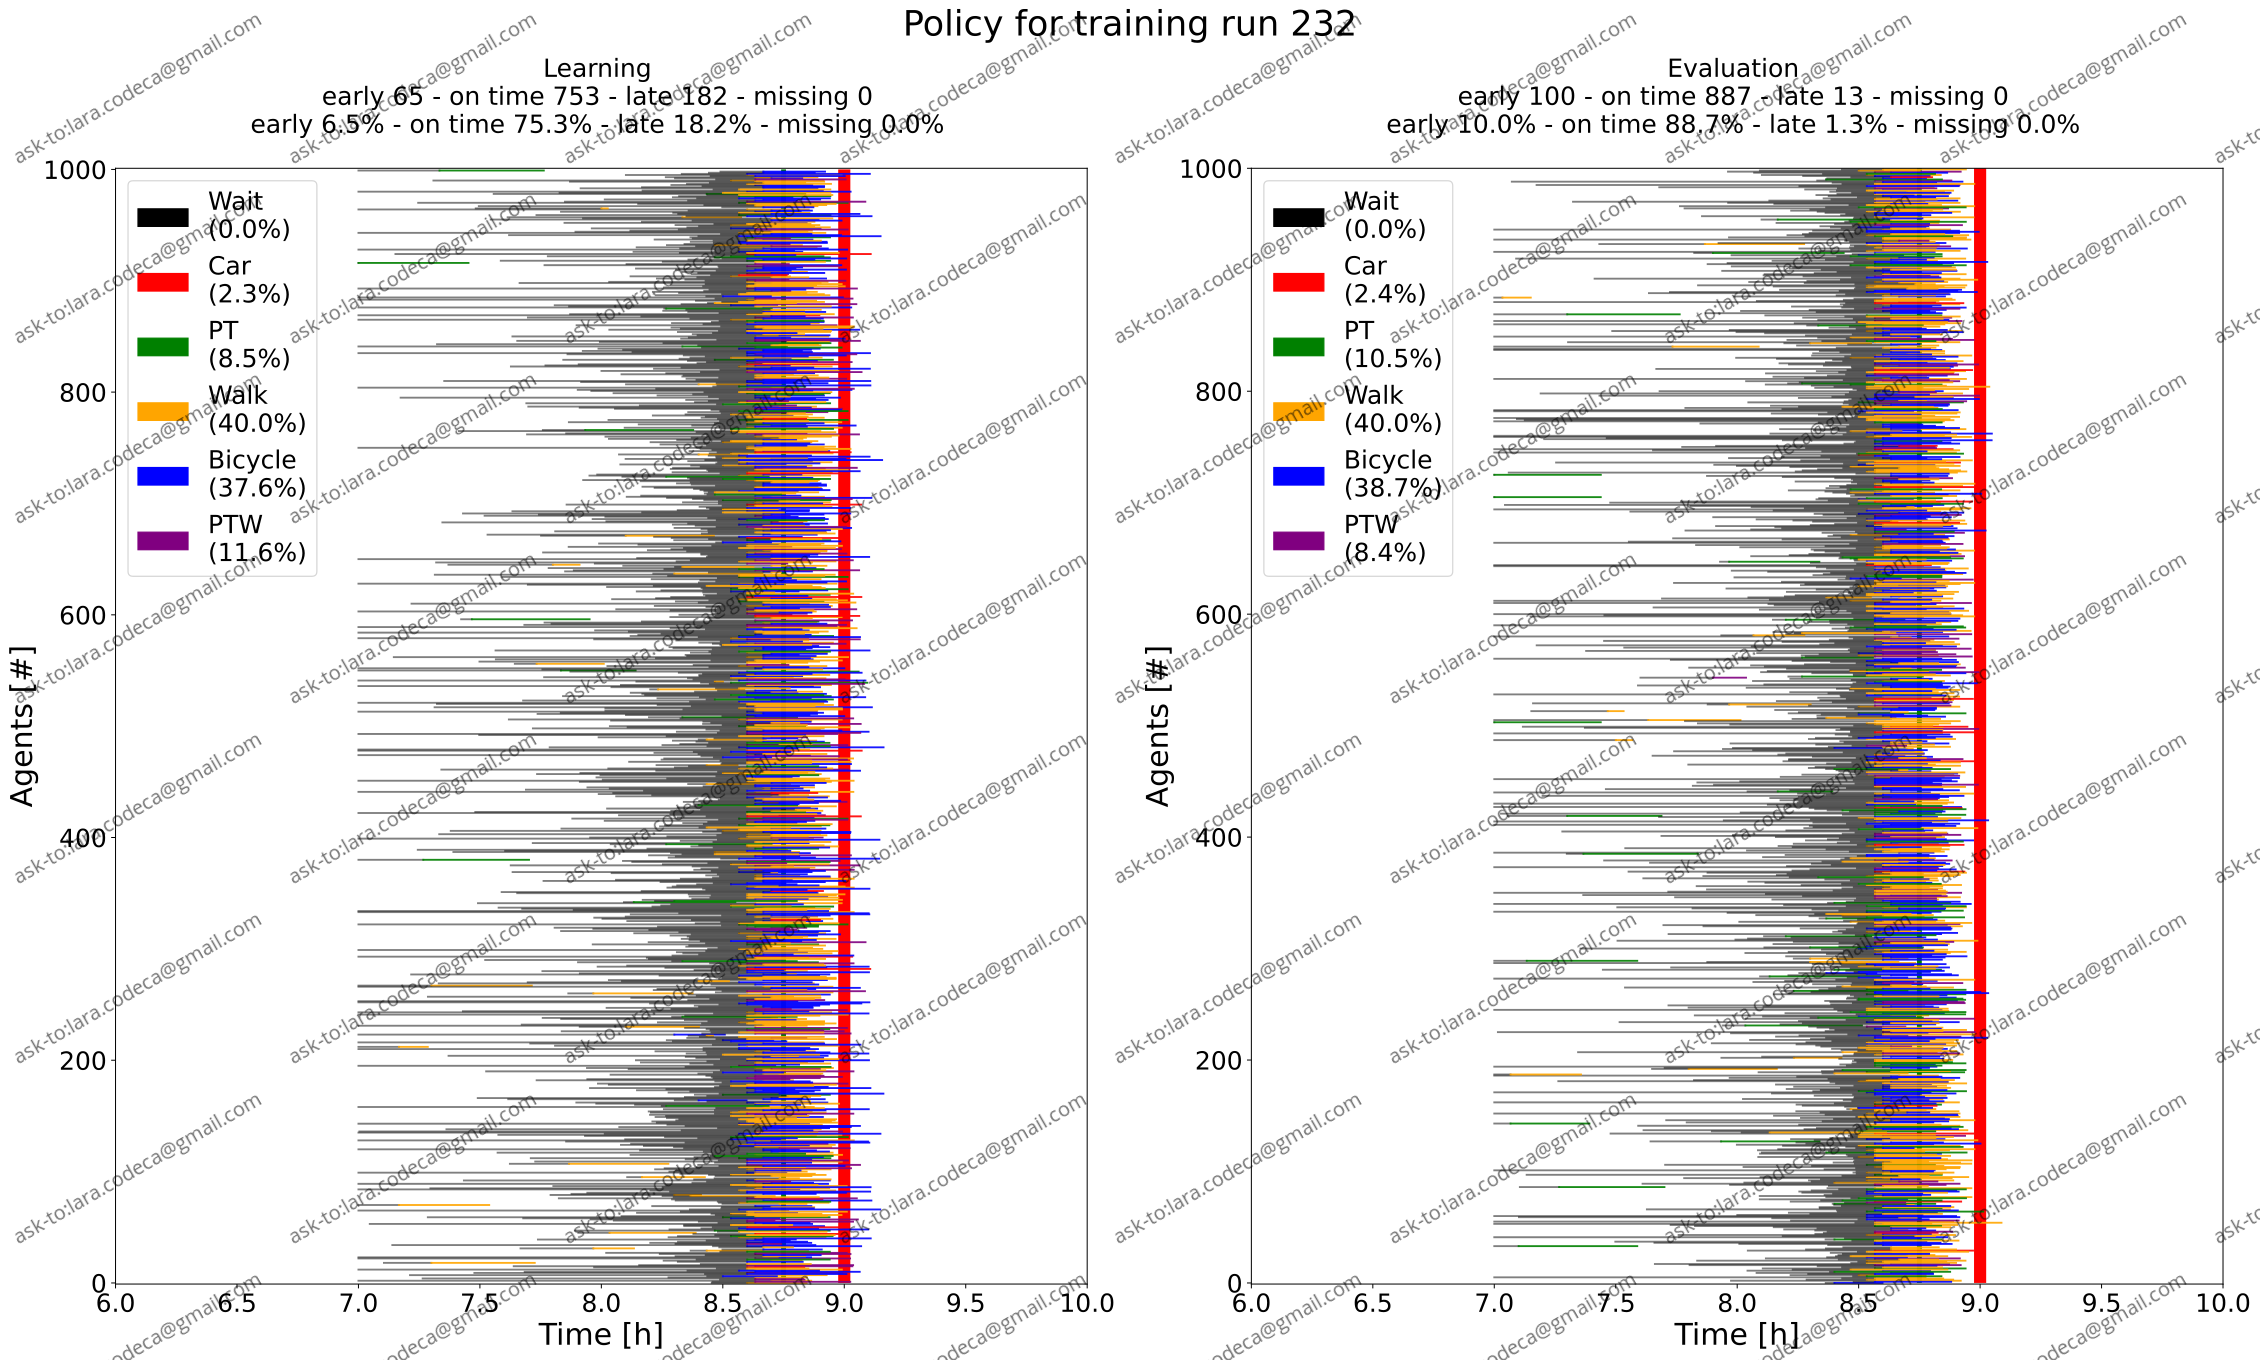 Policy for training run 232
Learning
early 65 - on time 753 - late 182 - missing 0
early 6.5% - on time 75.3% - late 18.2% - missing 0.0%
1000
800
600
400
200
0
Agents [#]
Wait
(0.0%)
Car
(2.3%)
PT
(8.5%)
Walk
(40.0%)
Bicycle
(37.6%)
PTW
(11.6%)
6.0 6.5 7.0 7.5 8.0 8.5 9.0 9.5 10.0
Time [h]
Evaluation
early 100 - on time 887 - late 13 - missing 0
early 10.0% - on time 88.7% - late 1.3% - missing 0.0%
1000
800
600
400
200
0
Agents [#]
Wait
(0.0%)
Car
(2.4%)
PT
(10.5%)
Walk
(40.0%)
Bicycle
(38.7%)
PTW
(8.4%)
6.0 6.5 7.0 7.5 8.0 8.5 9.0 9.5 10.0
Time [h]
ask-to:lara.codeca@gmail.com